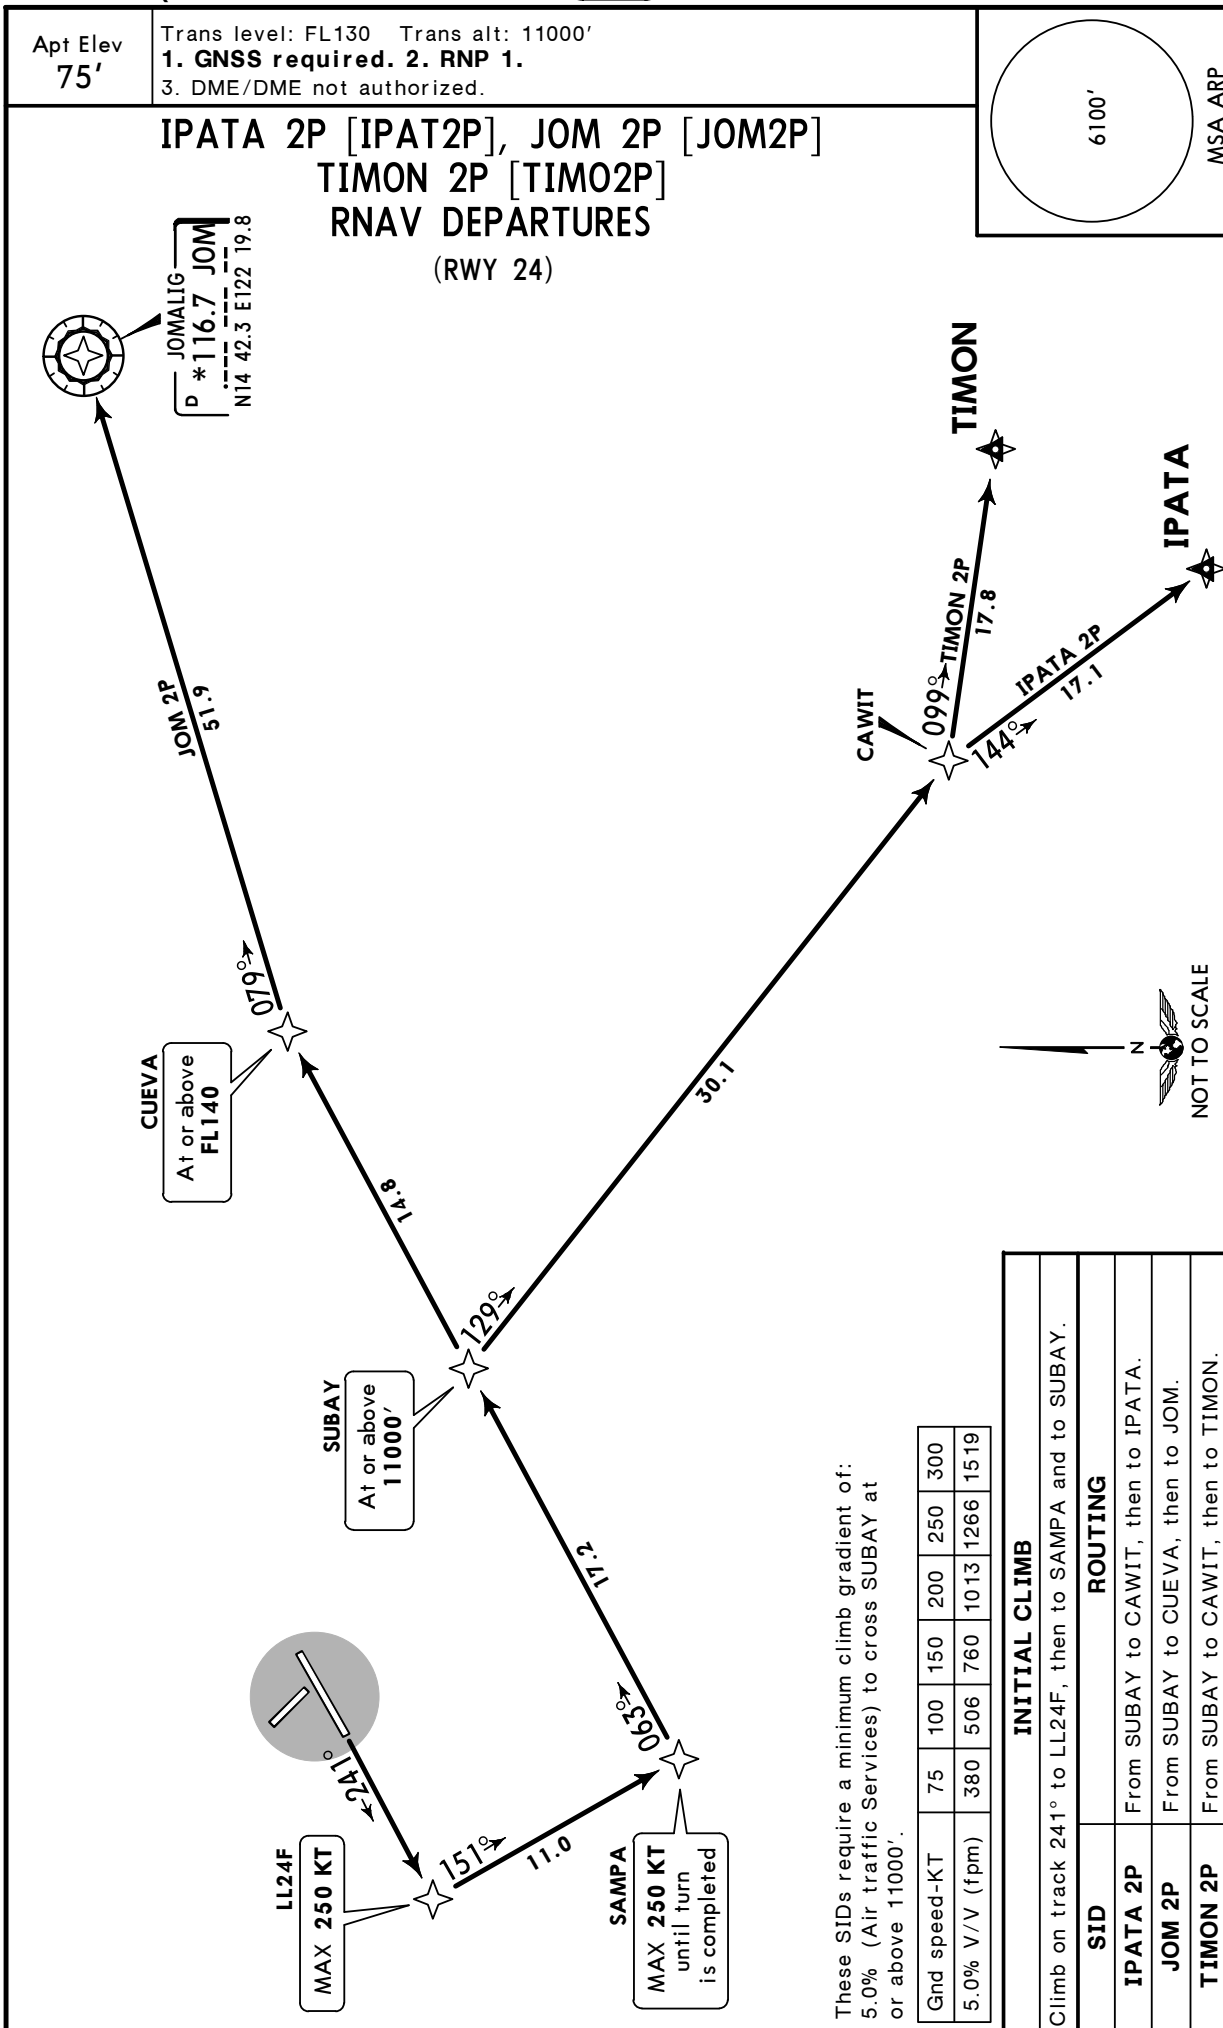 Apt Elev
75'
Trans level: FL130 Trans alt: 11000'
1. GNSS required. 2. RNP 1.
3. DME/DME not authorized.
6100'
MSA ARP
IPATA 2P [IPAT2P], JOM 2P [JOM2P]
TIMON 2P [TIMO2P]
RNAV DEPARTURES
(RWY 24)
JOMALIG
D *116.7 JOM
N14 42.3 E122 19.8
TIMON
IPATA
JOM 2P
51.9
TIMON 2P
17.8
099°
IPATA 2P
17.1
144°
CAWIT
079°
CUEVA
At or above
FL140
14.8
30.1
N
NOT TO SCALE
129°
SUBAY
At or above
11000'
17.2
063°
241°
LL24F
MAX 250 KT
151°
11.0
SAMPA
MAX 250 KT
until turn
is completed
These SIDs require a minimum climb gradient of:
5.0% (Air traffic Services) to cross SUBAY at
or above 11000'.
Gnd speed-KT 75 100 150 200 250 300
5.0% V/V (fpm) 380 506 760 1013 1266 1519
INITIAL CLIMB
Climb on track 241° to LL24F, then to SAMPA and to SUBAY.
SID ROUTING
IPATA 2P From SUBAY to CAWIT, then to IPATA.
JOM 2P From SUBAY to CUEVA, then to JOM.
TIMON 2P From SUBAY to CAWIT, then to TIMON.